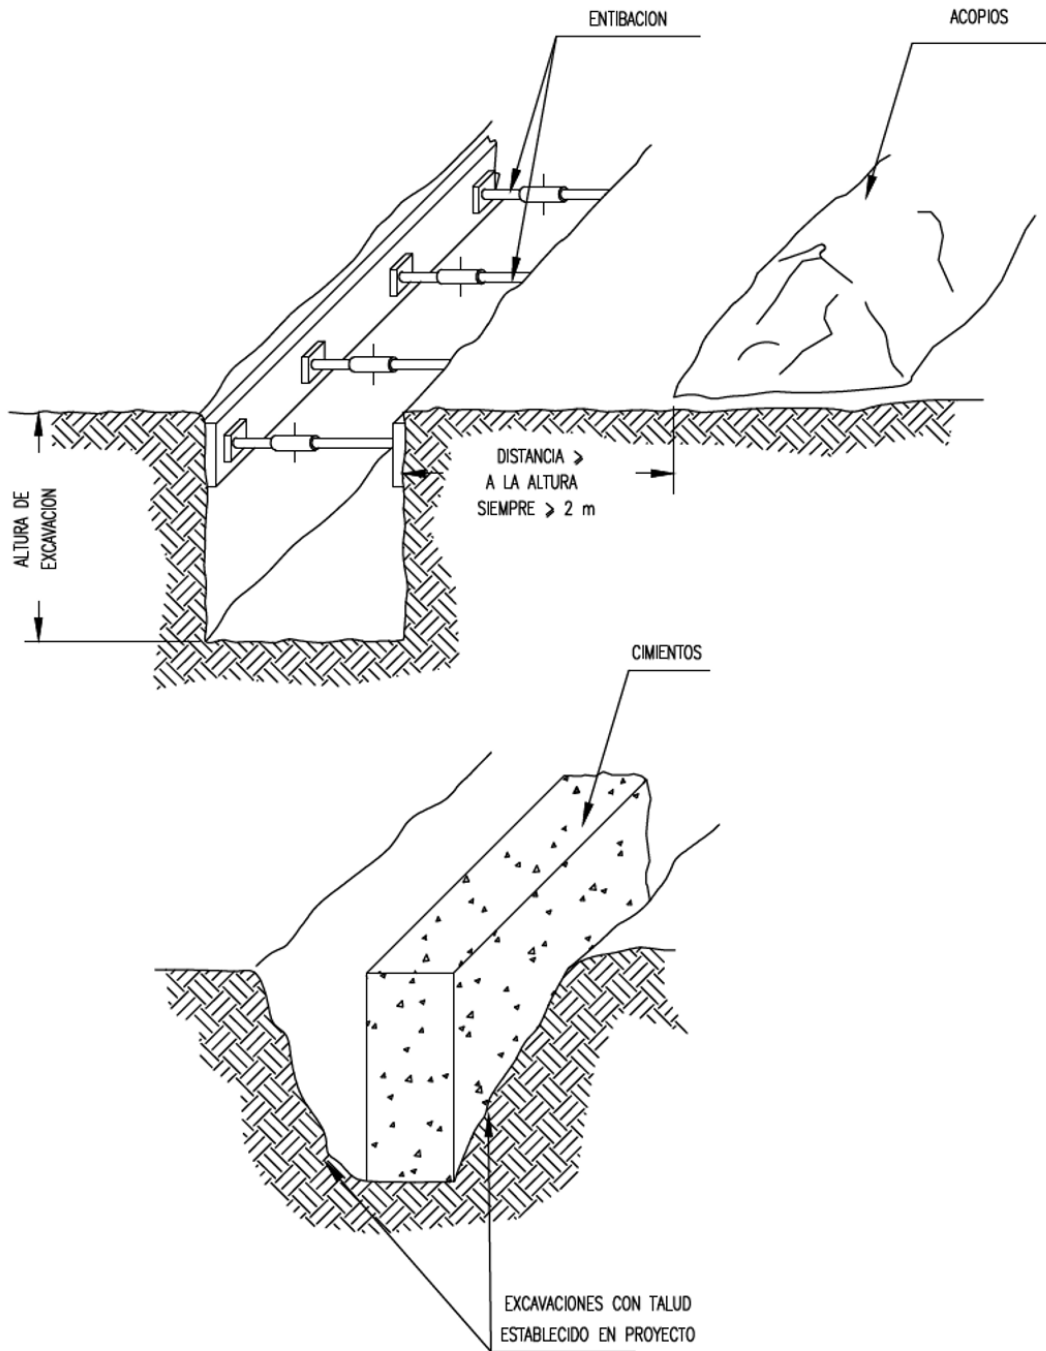 ENTIBACION
ACOPIOS
DISTANCIA ⩾
A LA ALTURA
SIEMPRE ⩾ 2 m
ALTURA DE
EXCAVACION
CIMIENTOS
EXCAVACIONES CON TALUD
ESTABLECIDO EN PROYECTO